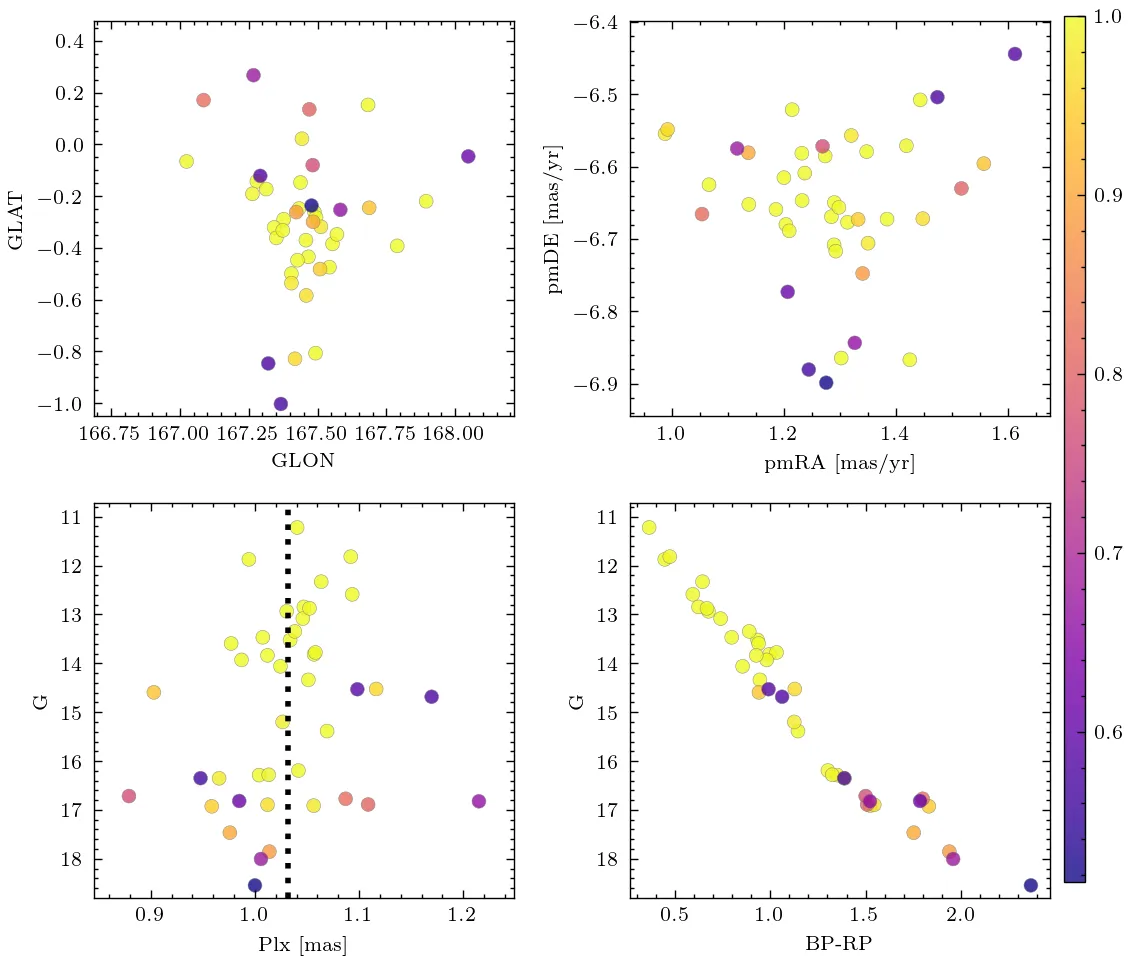 0.4
0.2
0.0
−0.2
−0.4
−0.6
−0.8
−1.0
GLAT
166.75 167.00 167.25 167.50 167.75 168.00
GLON
−6.4
−6.5
−6.6
−6.7
−6.8
−6.9
pmDE [mas/yr]
1.0 1.2 1.4 1.6
pmRA [mas/yr]
1.0
0.9
0.8
0.7
0.6
11
12
13
14
15
16
17
18
G
0.9 1.0 1.1 1.2
Plx [mas]
11
12
13
14
15
16
17
18
G
0.5 1.0 1.5 2.0
BP-RP